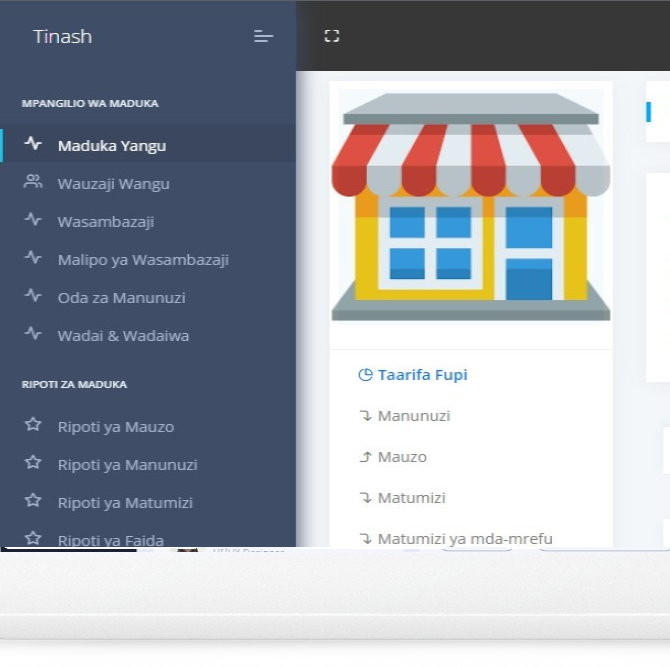 Tinash
MPANGILIO WA MADUKA
Maduka Yangu
Wauzaji Wangu
Wasambazaji
Malipo ya Wasambazaji
Oda za Manunuzi
Wadai & Wadaiwa
RIPOTI ZA MADUKA
Ripoti ya Mauzo
Ripoti ya Manunuzi
Ripoti ya Matumizi
Ripoti ya Faida
Taarifa Fupi
Manunuzi
Mauzo
Matumizi
Matumizi ya mda-mrefu